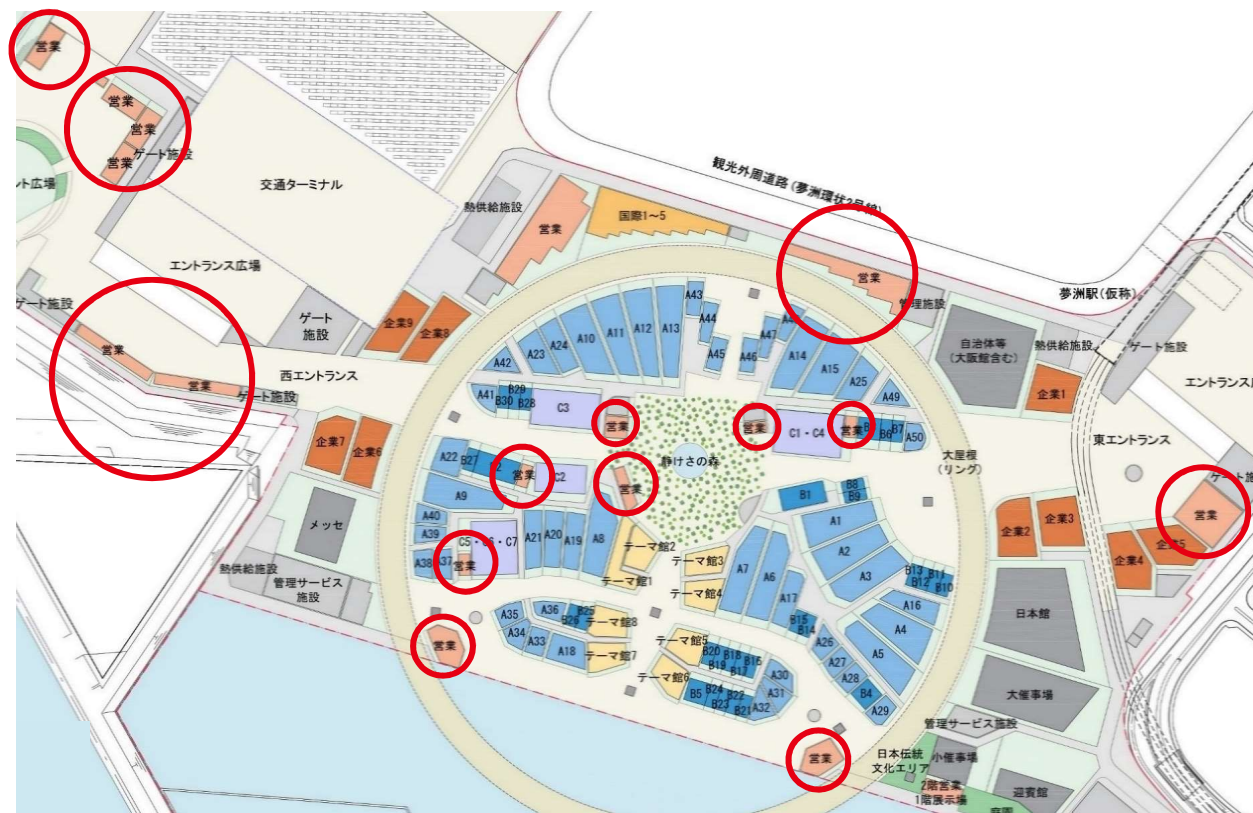 営業
営業
営業
営業
ゲート施設
ント広場
交通ターミナル
熱供給施設
営業
国際1～5
観光外周道路(夢洲環状2号線)
営業
管理施設
夢洲駅(仮称)
エントランス広場
ゲート施設
ゲート
施設
営業
営業
ゲート施設
西エントランス
企業9
企業8
企業7
企業6
メッセ
熱供給施設
管理サービス
施設
A43
A44
A45
A46
A47
A42
A23
A24
A10
A11
A12
A13
A14
A15
A25
A49
A50
A41
B29
B30
B28
C3
営業
営業
C1・C4
営業
B6
B7
静けさの森
大屋根
(リング)
A22
B27
営業
C2
営業
A9
A40
A39
A38
A37
C5・C6・C7
営業
A21
A20
A19
A8
テーマ館2
テーマ館1
テーマ館3
テーマ館4
B1
B8
B9
A1
A2
A3
A7
A6
A17
B15
B14
B13
B12
B11
B10
A16
A4
A5
A26
A27
A28
B4
A29
A35
A34
A33
A36
B25
B26
A18
テーマ館8
テーマ館7
テーマ館5
テーマ館6
B20
B19
B18
B17
B16
B5
B24
B23
B22
B21
A30
A31
A32
営業
営業
自治体等
(大阪館含む)
熱供給施設
企業1
ゲート施設
エントランス広
東エントランス
ゲート施
営業
企業2
企業3
企業4
企業5
日本館
大催事場
管理サービス施設
日本伝統
文化エリア
小催事場
2階営業
1階展示場
迎賓館
庭園